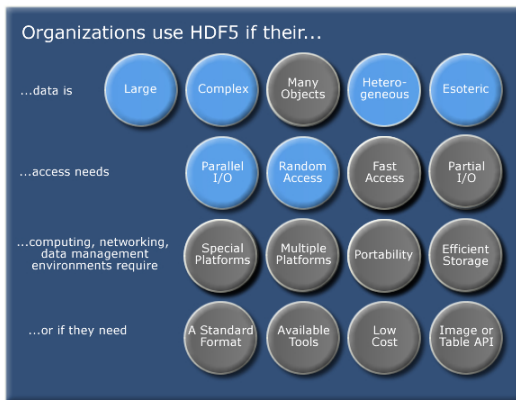 Organizations use HDF5 if their...
...data is
Large
Complex
Many
Objects
Hetero-
geneous
Esoteric
...access needs
Parallel
I/O
Random
Access
Fast
Access
Partial
I/O
...computing, networking,
data management
environments require
Special
Platforms
Multiple
Platforms
Portability
Efficient
Storage
...or if they need
A Standard
Format
Available
Tools
Low
Cost
Image or
Table API